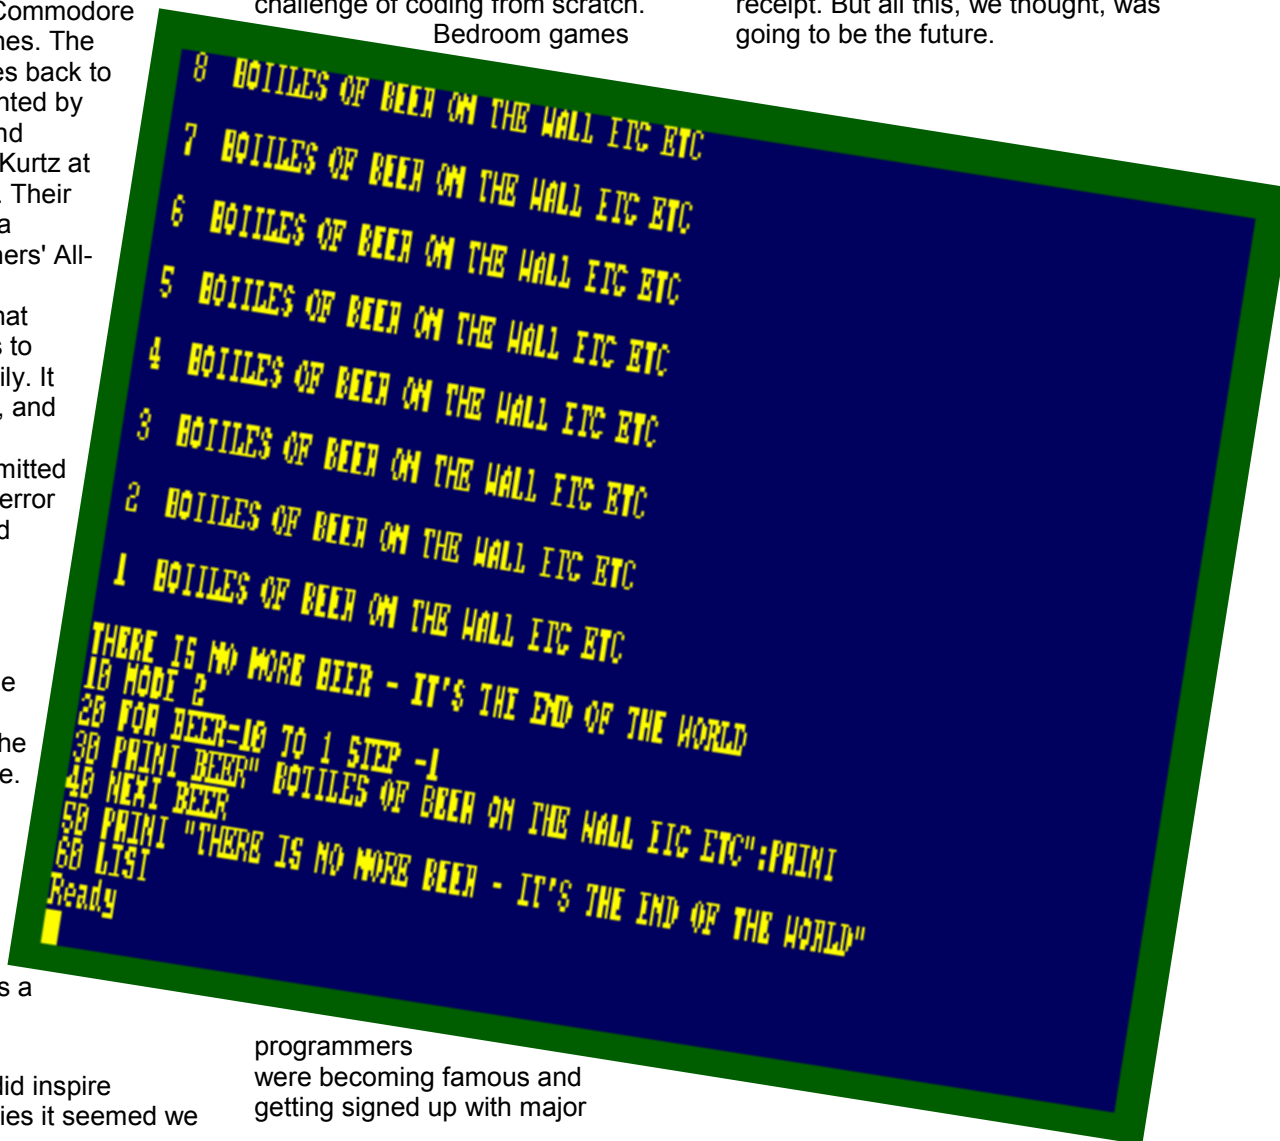 Commodore
nes. The
es back to
nted by
nd
Kurtz at
. Their
a
ners' All-
hat
s to
ily. It
, and
mitted
error
d
e
he
e.
s a
did inspire
ries it seemed we
challenge of coding from scratch.
Bedroom games
8 BOTTLES OF BEER ON THE WALL ETC ETC
7 BOTTLES OF BEER ON THE WALL ETC ETC
6 BOTTLES OF BEER ON THE WALL ETC ETC
5 BOTTLES OF BEER ON THE WALL ETC ETC
4 BOTTLES OF BEER ON THE WALL ETC ETC
3 BOTTLES OF BEER ON THE WALL ETC ETC
2 BOTTLES OF BEER ON THE WALL ETC ETC
1 BOTTLES OF BEER ON THE WALL ETC ETC
THERE IS NO MORE BEER - IT'S THE END OF THE WORLD
10 MODE 2
20 FOR BEER=10 TO 1 STEP -1
30 PRINT BEER" BOTTLES OF BEER ON THE WALL ETC ETC":PRINT
40 NEXT BEER
50 PRINT "THERE IS NO MORE BEER - IT'S THE END OF THE WORLD"
60 LIST
Ready
programmers
were becoming famous and
getting signed up with major
receipt. But all this, we thought, was
going to be the future.